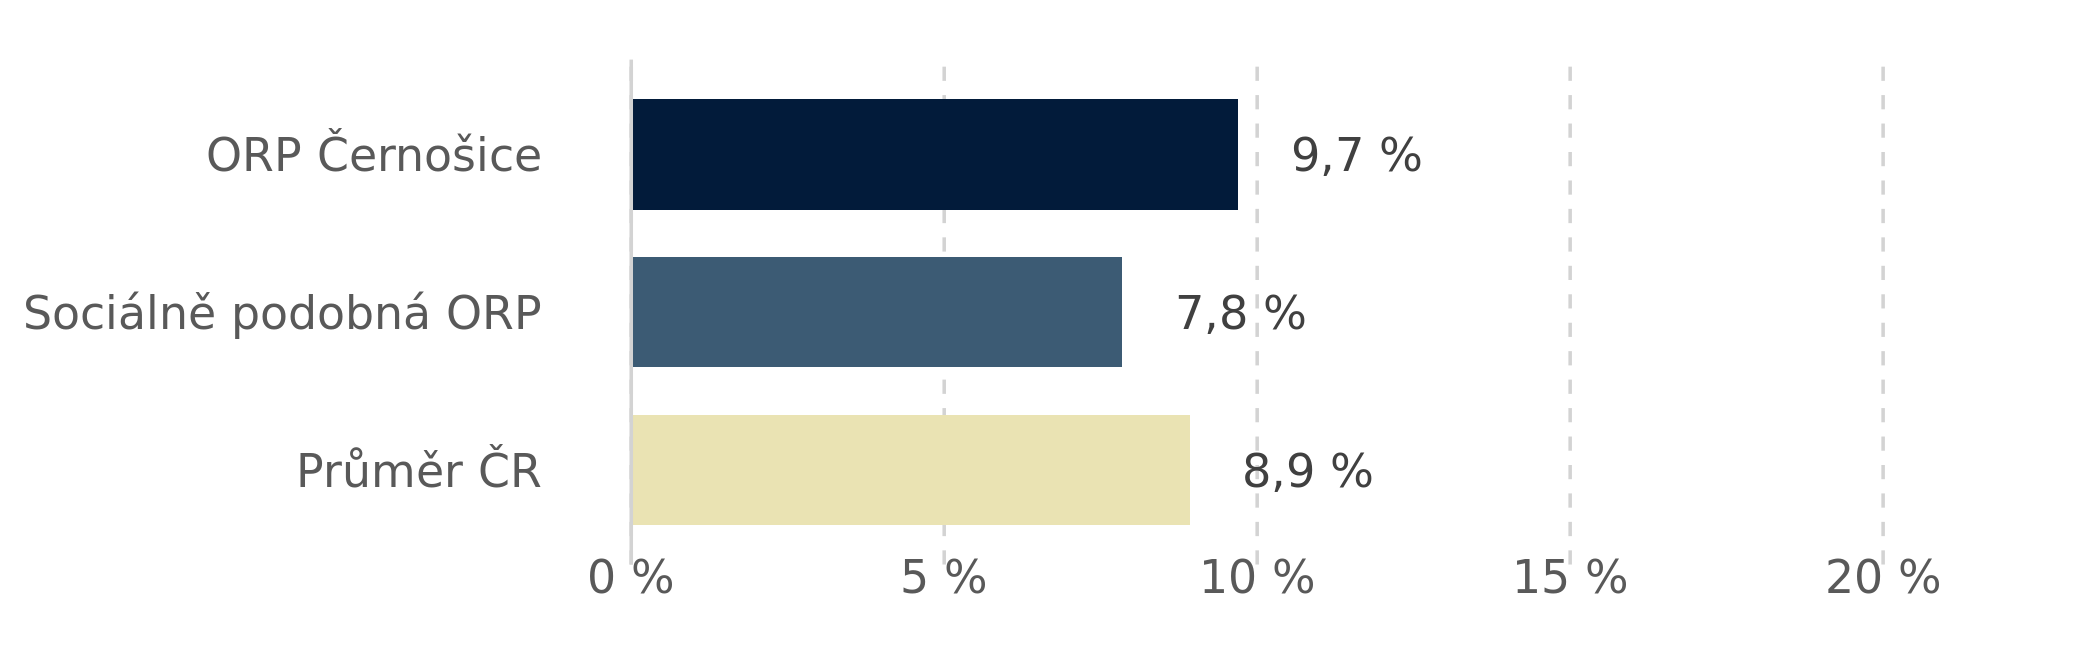 ORP Černošice
9,7 %
Sociálně podobná ORP
7,8 %
Průměr ČR
8,9 %
0 % 5 % 10 % 15 % 20 %